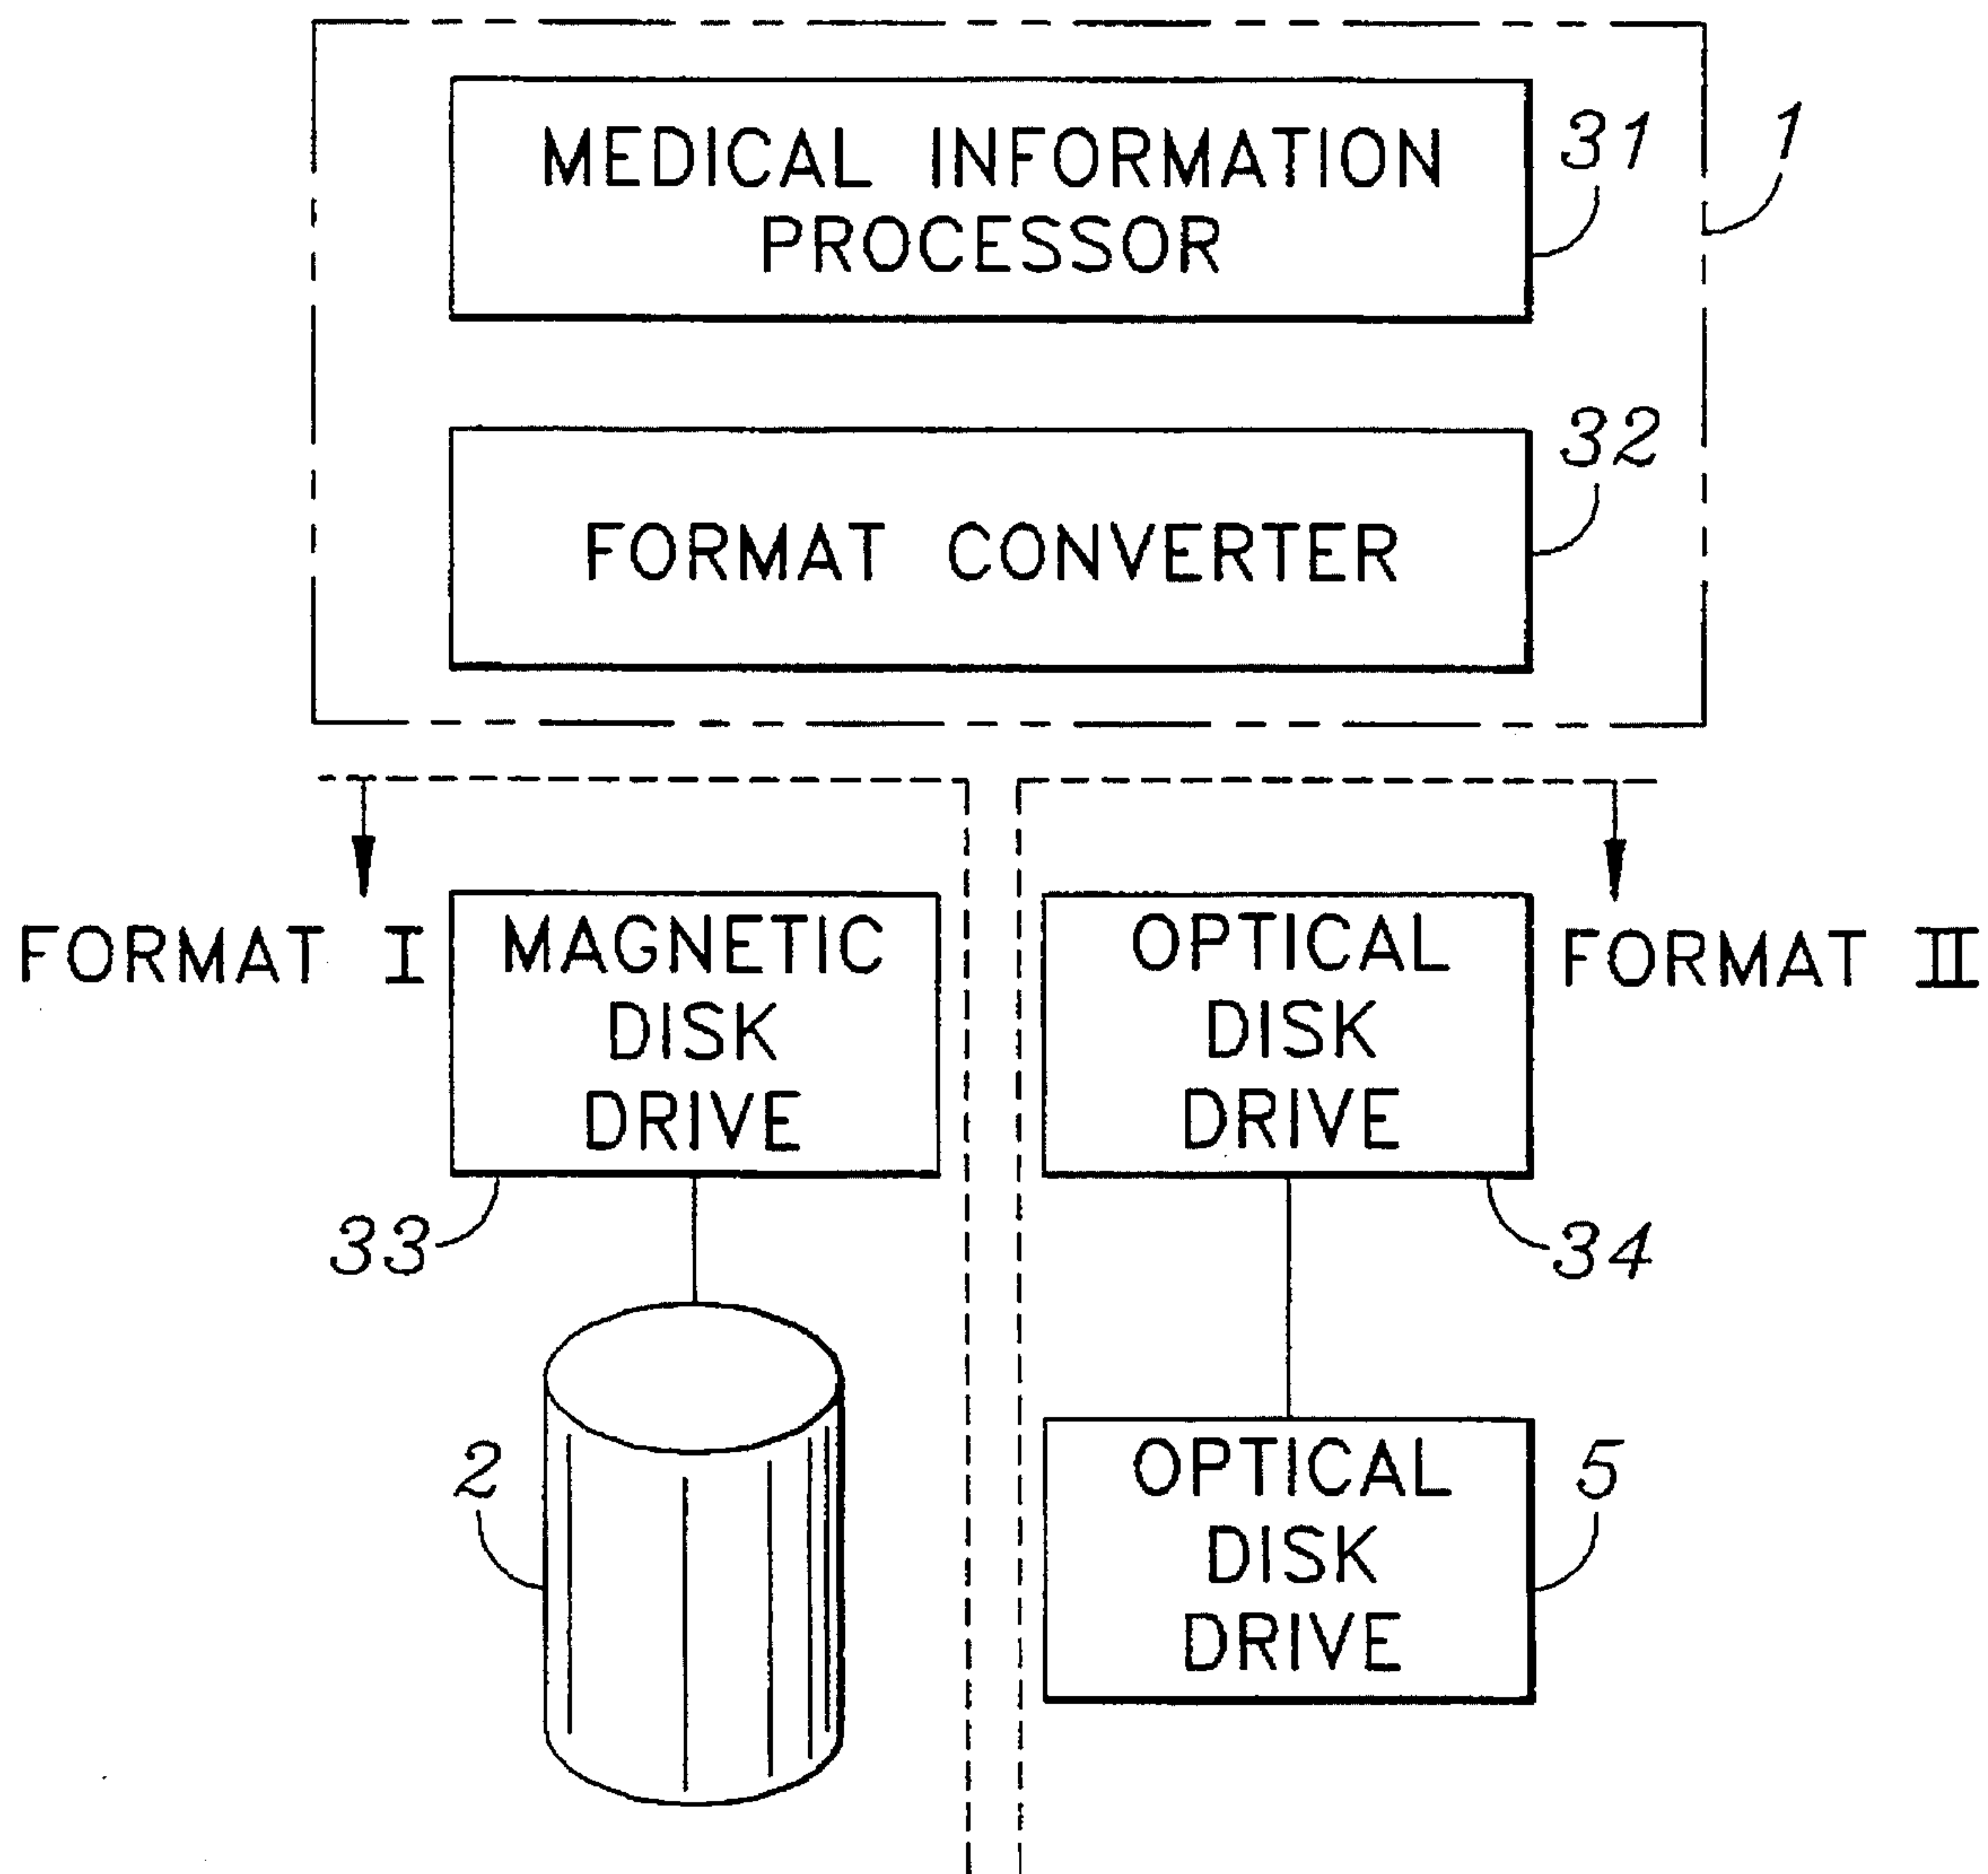 MEDICAL INFORMATION
PROCESSOR
31
1
FORMAT CONVERTER
32
FORMAT I
MAGNETIC
DISK
DRIVE
33
OPTICAL
DISK
DRIVE
FORMAT II
34
2
OPTICAL
DISK
DRIVE
5